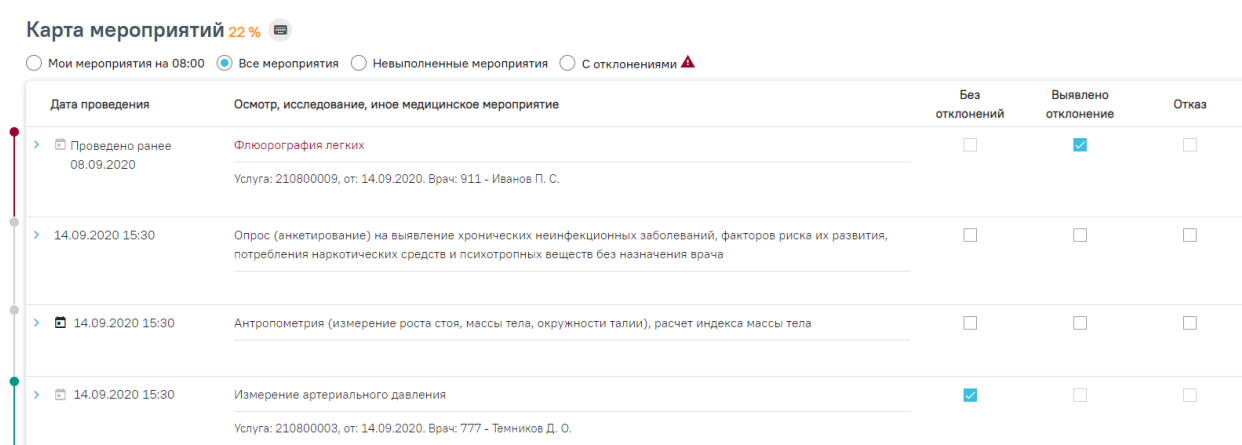 Карта мероприятий 22 %
Мои мероприятия на 08:00 Все мероприятия Невыполненные мероприятия С отклонениями
Дата проведения Осмотр, исследование, иное медицинское мероприятие Без отклонений Выявлено отклонение Отказ
Проведено ранее Флюорография легких
08.09.2020
Услуга: 210800009, от: 14.09.2020. Врач: 911 - Иванов П. С.
14.09.2020 15:30 Опрос (анкетирование) на выявление хронических неинфекционных заболеваний, факторов риска их развития,
потребления наркотических средств и психотропных веществ без назначения врача
14.09.2020 15:30 Антропометрия (измерение роста стоя, массы тела, окружности талии), расчет индекса массы тела
14.09.2020 15:30 Измерение артериального давления
Услуга: 210800003, от: 14.09.2020. Врач: 777 - Темников Д. О.